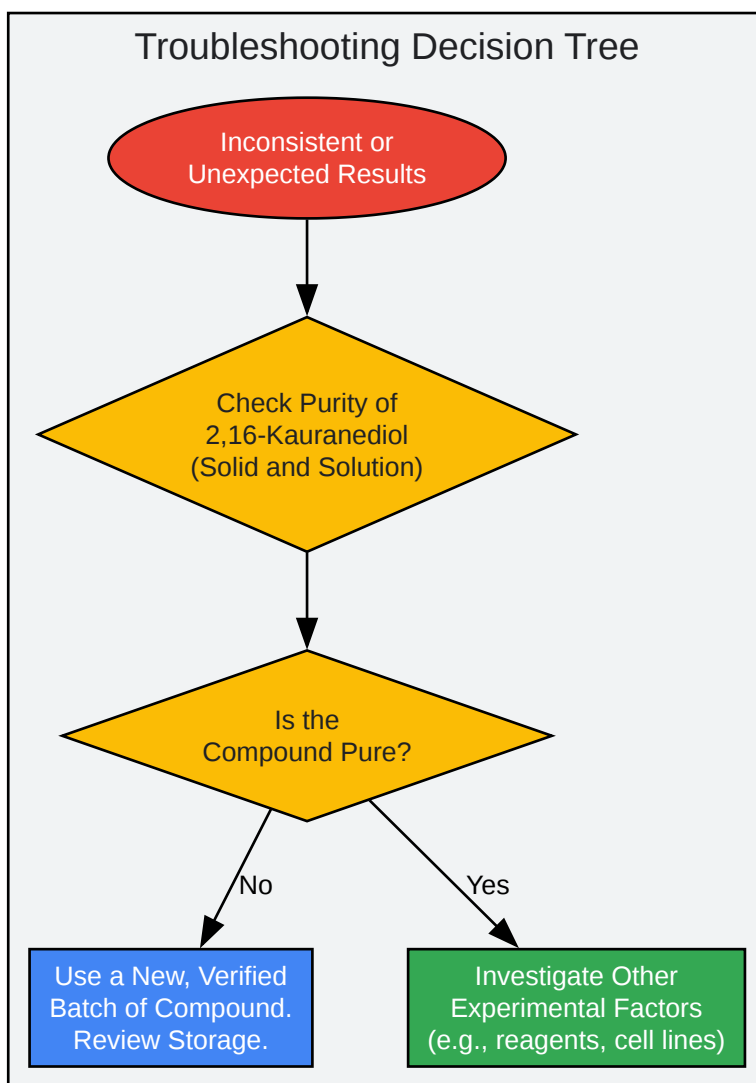 Troubleshooting Decision Tree
Inconsistent or
Unexpected Results
Check Purity of
2,16-Kauranediol
(Solid and Solution)
Is the
Compound Pure?
No
Yes
Use a New, Verified
Batch of Compound.
Review Storage.
Investigate Other
Experimental Factors
(e.g., reagents, cell lines)